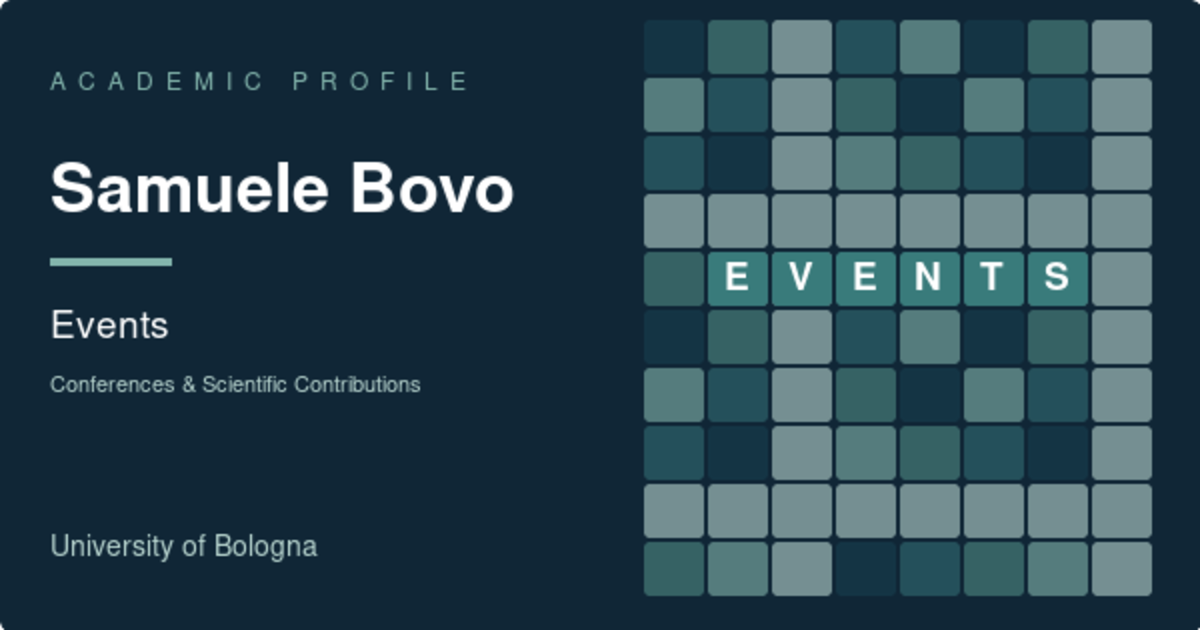 ACADEMIC PROFILE
Samuele Bovo
Events
Conferences & Scientific Contributions
University of Bologna
EVENTS